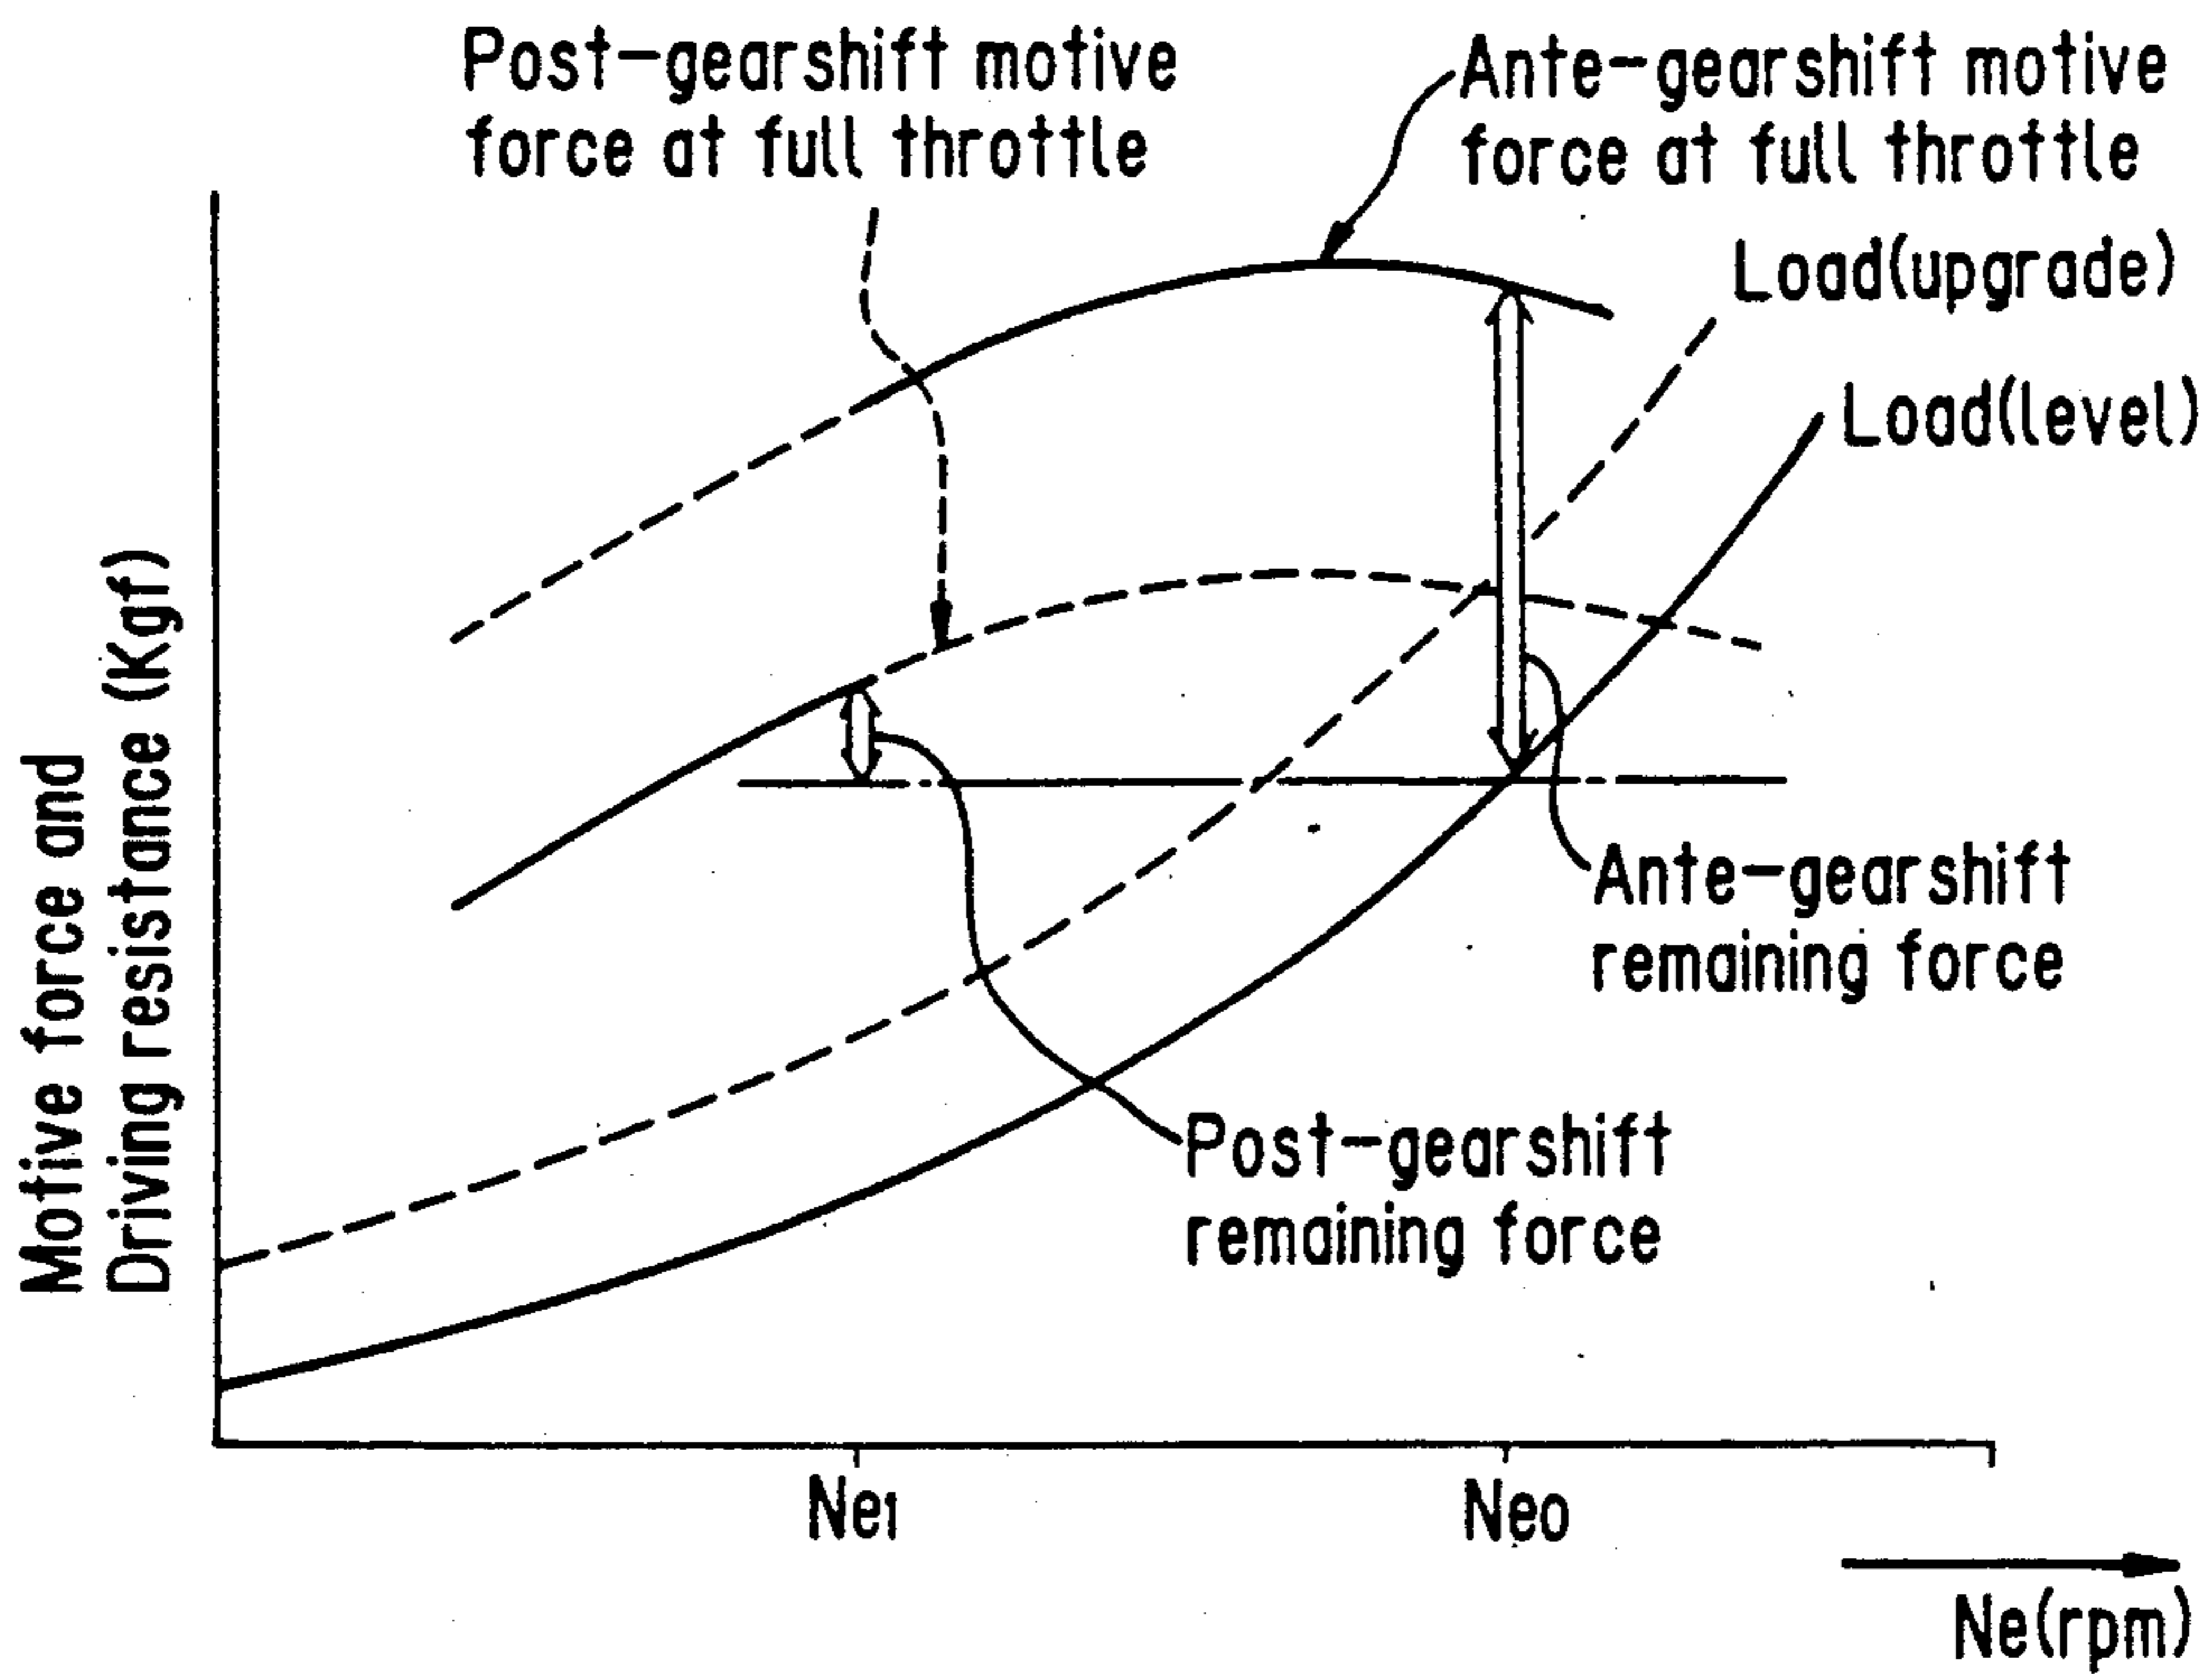 Post-gearshift motive
force at full throttle
Ante-gearshift motive
force at full throttle
Load(upgrade)
Load(level)
Motive force and
Driving resistance (Kgf)
Ante-gearshift
remaining force
Post-gearshift
remaining force
Ne1
Neo
Ne(rpm)